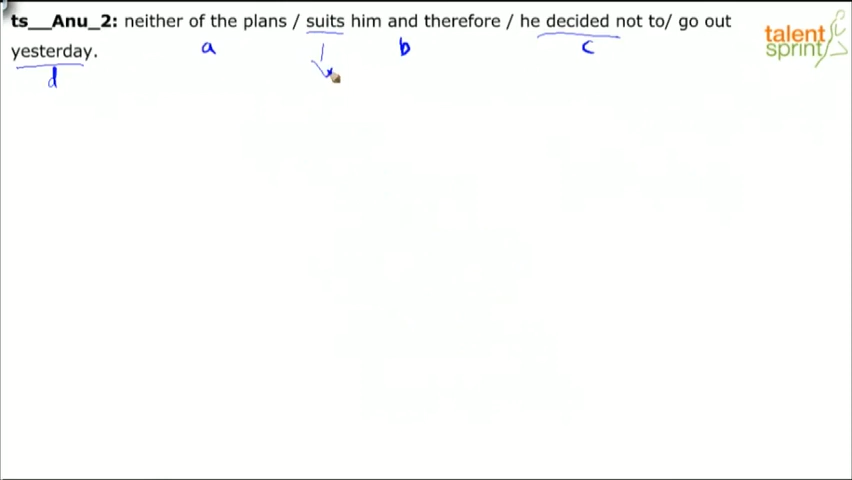 ts__Anu_2: neither of the plans / suits him and therefore / he decided not to/ go out
yesterday.
a
b
c
d
talent
sprint